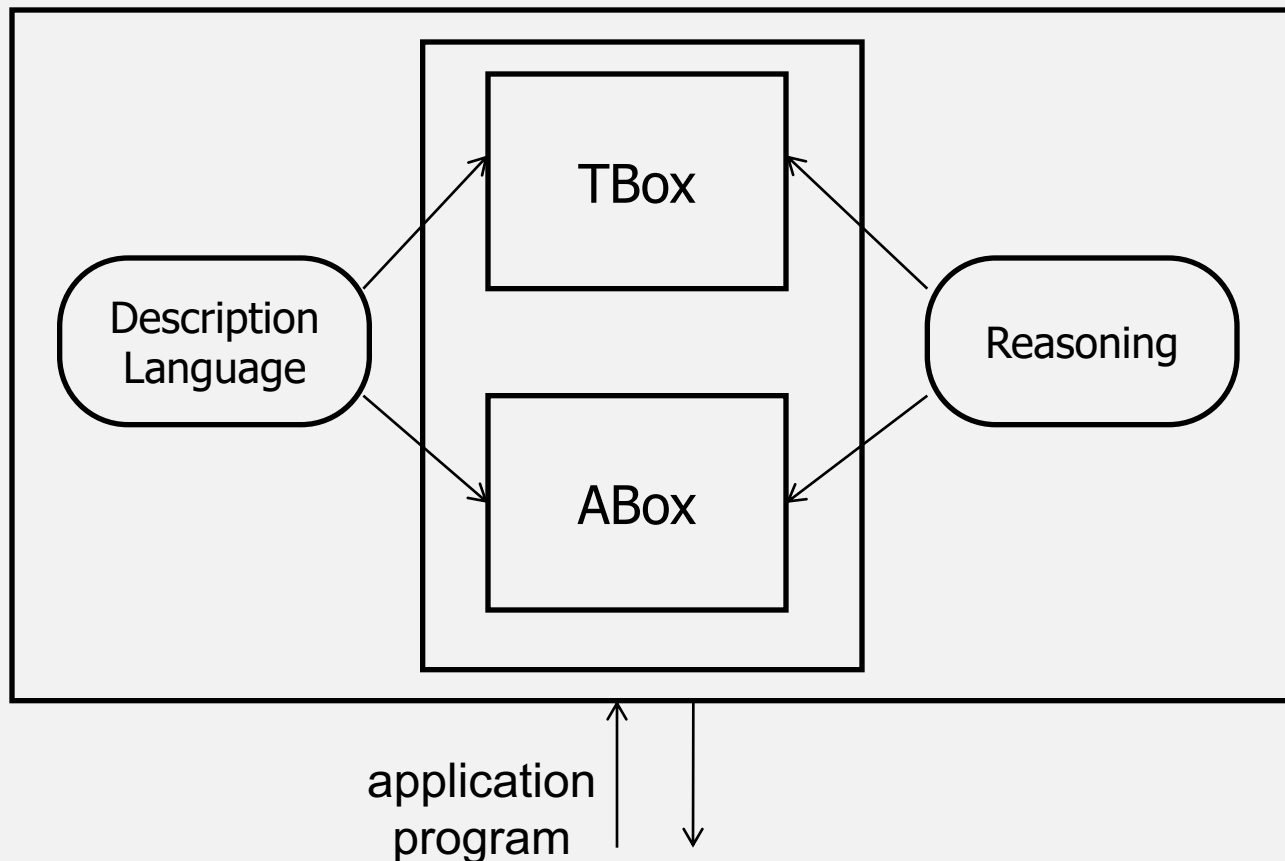 TBox
Description
Language
Reasoning
ABox
application
program